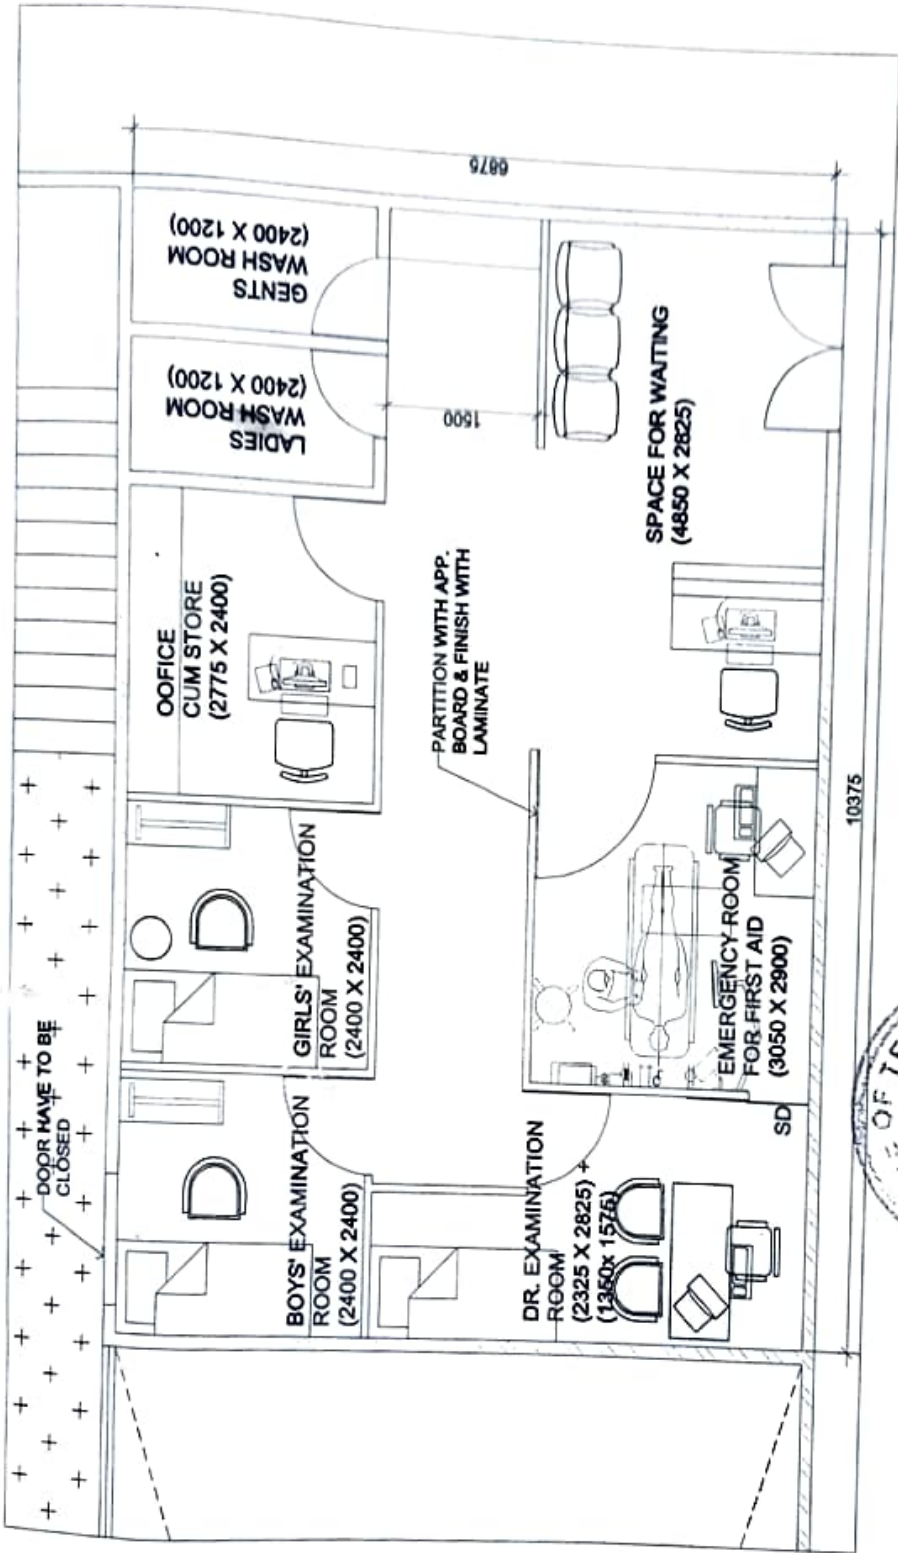 DOOR HAVE TO BE
CLOSED
BOYS' EXAMINATION
ROOM
(2400 X 2400)
GIRLS' EXAMINATION
ROOM
(2400 X 2400)
OOFICE
CUM STORE
(2775 X 2400)
LADIES
WASH ROOM
(2400 X 1200)
GENTS
WASH ROOM
(2400 X 1200)
1500
6875
PARTITION WITH APP.
BOARD & FINISH WITH
LAMINATE
DR. EXAMINATION
ROOM
(2325 X 2825) +
(1350x 1575)
SD
EMERGENCY ROOM
FOR FIRST AID
(3050 X 2900)
SPACE FOR WAITING
(4850 X 2825)
10375